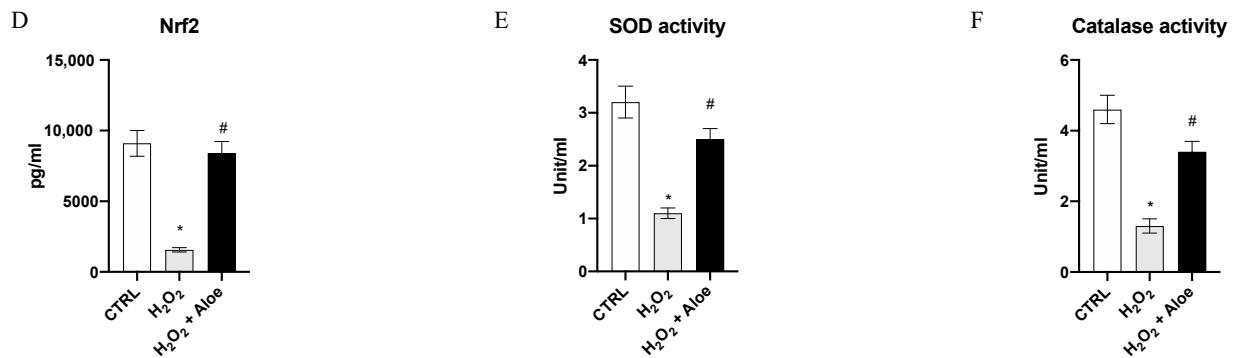 D
Nrf2
15,000
10,000
5000
0
pg/ml
*
#
CTRL
H₂O₂
H₂O₂ + Aloe
E
SOD activity
4
3
2
1
0
Unit/ml
*
#
CTRL
H₂O₂
H₂O₂ + Aloe
F
Catalase activity
6
4
2
0
Unit/ml
*
#
CTRL
H₂O₂
H₂O₂ + Aloe